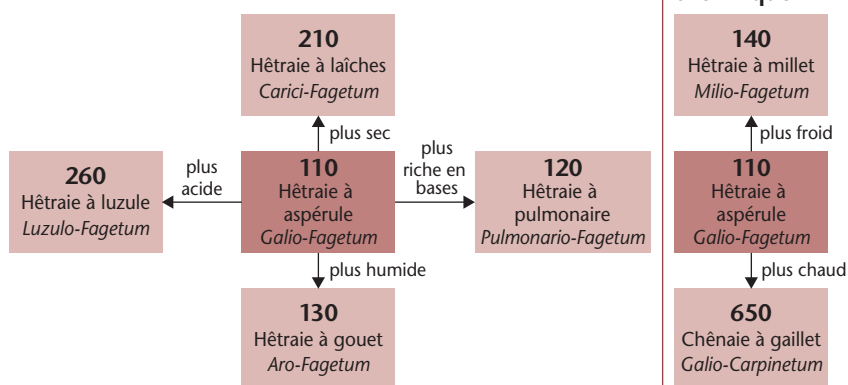 210
Hêtraie à laîches
Carici-Fagetum
plus sec
260
Hêtraie à luzule
Luzulo-Fagetum
plus
acide
110
Hêtraie à
aspérule
Galio-Fagetum
plus
riche en
bases
120
Hêtraie à
pulmonaire
Pulmonario-Fagetum
plus humide
130
Hêtraie à gouet
Aro-Fagetum
140
Hêtraie à millet
Milio-Fagetum
plus froid
110
Hêtraie à
aspérule
Galio-Fagetum
plus chaud
650
Chênaie à gaillet
Galio-Carpinetum